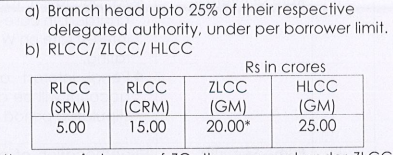 a) Branch head upto 25% of their respective
delegated authority, under per borrower limit.
b) RLCC/ ZLCC/ HLCC
Rs in crores
RLCC RLCC ZLCC HLCC
(SRM) (CRM) (GM) (GM)
5.00 15.00 20.00* 25.00